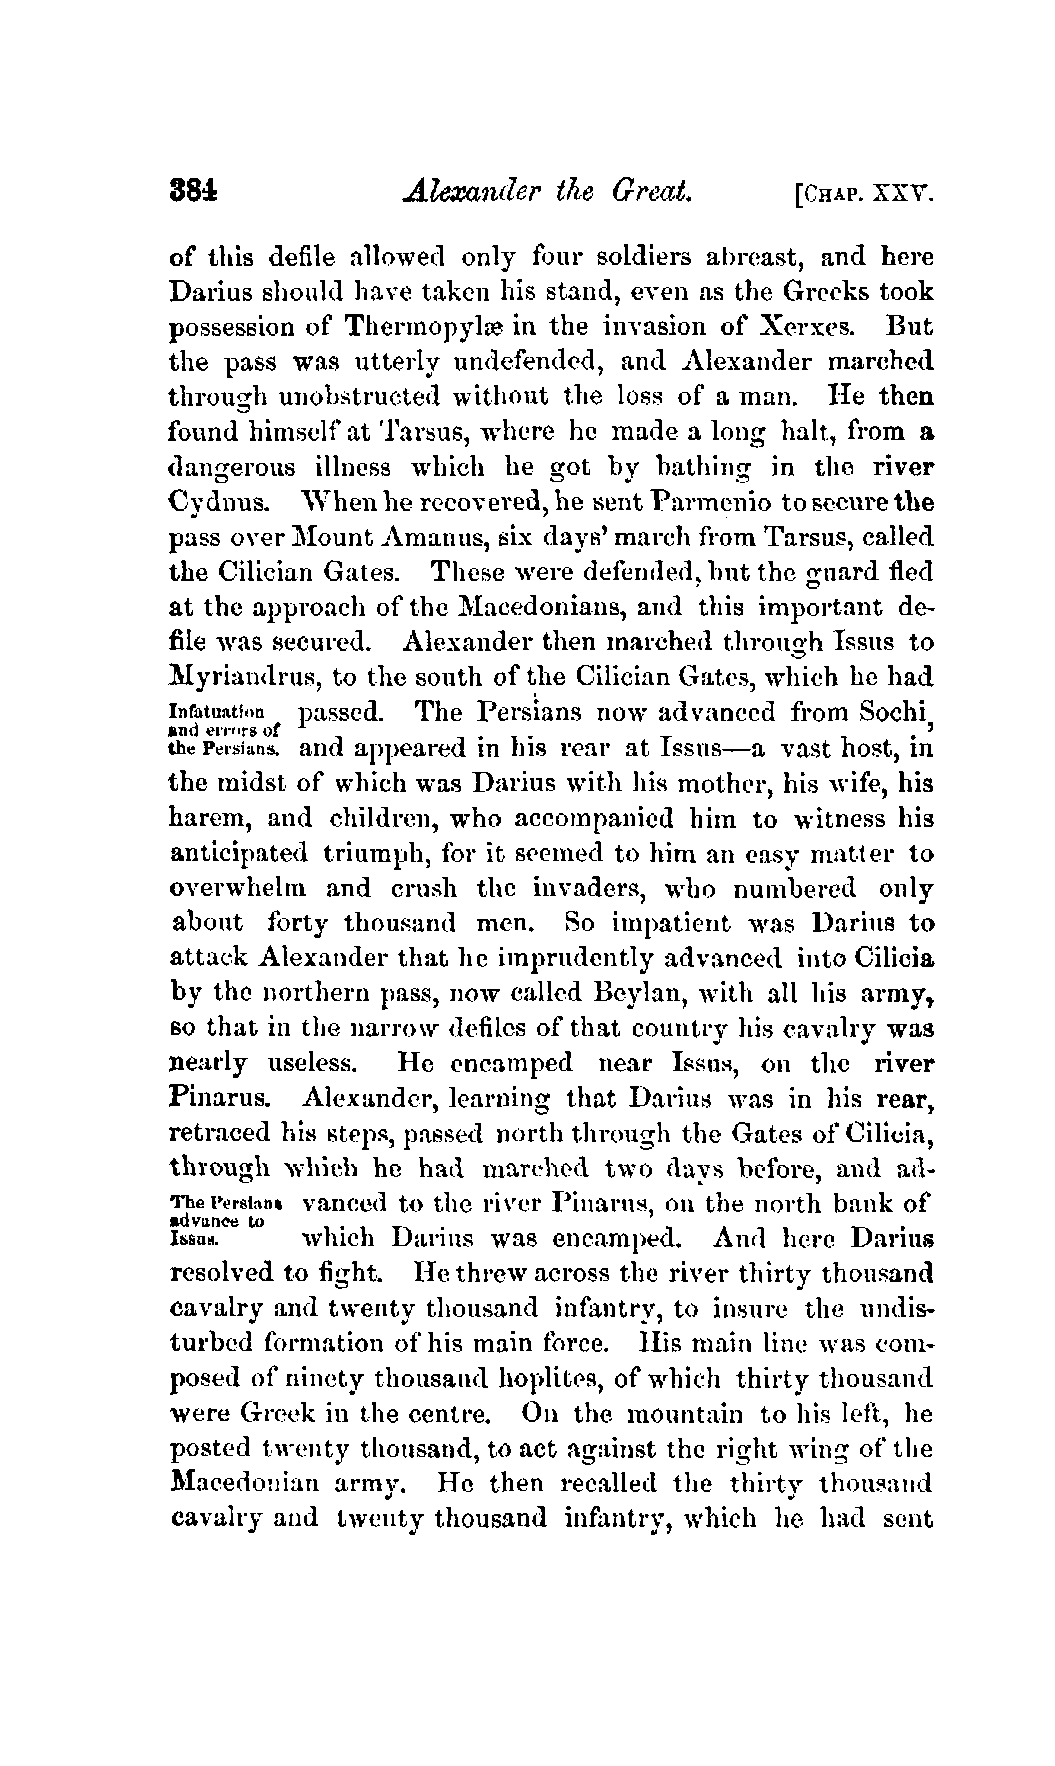 384 Alexander the Great. [CHAP. XXV.
of this defile allowed only four soldiers abreast, and here
Darius should have taken his stand, even as the Greeks took
possession of Thermopylæ in the invasion of Xerxes. But
the pass was utterly undefended, and Alexander marched
through unobstructed without the loss of a man. He then
found himself at Tarsus, where he made a long halt, from a
dangerous illness which he got by bathing in the river
Cydnus. When he recovered, he sent Parmenio to secure the
pass over Mount Amanus, six days' march from Tarsus, called
the Cilician Gates. These were defended, but the guard fled
at the approach of the Macedonians, and this important de-
file was secured. Alexander then marched through Issus to
Myriandrus, to the south of the Cilician Gates, which he had
Infatuation
and errors of
the Persians.
passed. The Persians now advanced from Sochi,
and appeared in his rear at Issus—a vast host, in
the midst of which was Darius with his mother, his wife, his
harem, and children, who accompanied him to witness his
anticipated triumph, for it seemed to him an easy matter to
overwhelm and crush the invaders, who numbered only
about forty thousand men. So impatient was Darius to
attack Alexander that he imprudently advanced into Cilicia
by the northern pass, now called Beylan, with all his army,
so that in the narrow defiles of that country his cavalry was
nearly useless. He encamped near Issus, on the river
Pinarus. Alexander, learning that Darius was in his rear,
retraced his steps, passed north through the Gates of Cilicia,
through which he had marched two days before, and ad-
The Persians
advance to
Issus.
vanced to the river Pinarus, on the north bank of
which Darius was encamped. And here Darius
resolved to fight. He threw across the river thirty thousand
cavalry and twenty thousand infantry, to insure the undis-
turbed formation of his main force. His main line was com-
posed of ninety thousand hoplites, of which thirty thousand
were Greek in the centre. On the mountain to his left, he
posted twenty thousand, to act against the right wing of the
Macedonian army. He then recalled the thirty thousand
cavalry and twenty thousand infantry, which he had sent